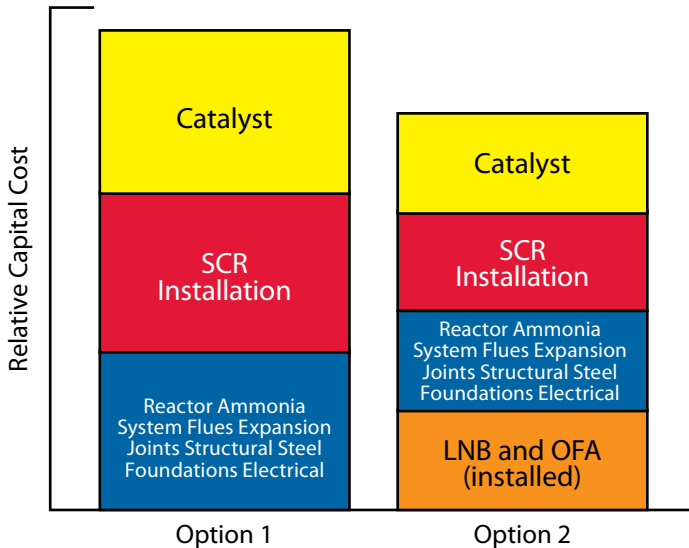 Relative Capital Cost
Catalyst
SCR
Installation
Reactor Ammonia
System Flues Expansion
Joints Structural Steel
Foundations Electrical
Option 1
Catalyst
SCR
Installation
Reactor Ammonia
System Flues Expansion
Joints Structural Steel
Foundations Electrical
LNB and OFA
(installed)
Option 2